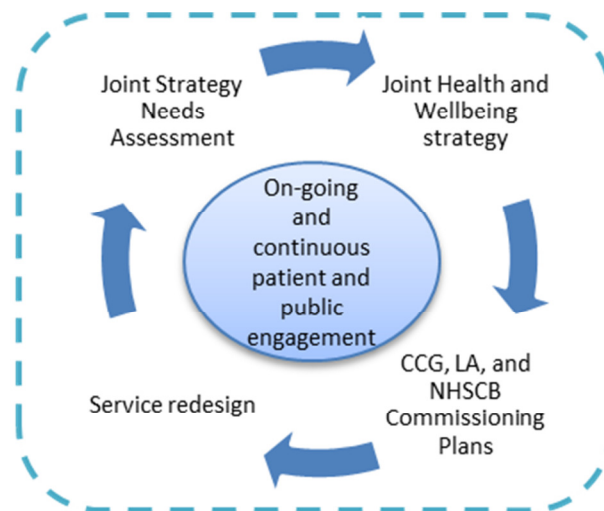 Joint Strategy
Needs
Assessment
Joint Health and
Wellbeing
strategy
On-going
and
continuous
patient and
public
engagement
CCG, LA, and
NHSCB
Commissioning
Plans
Service redesign